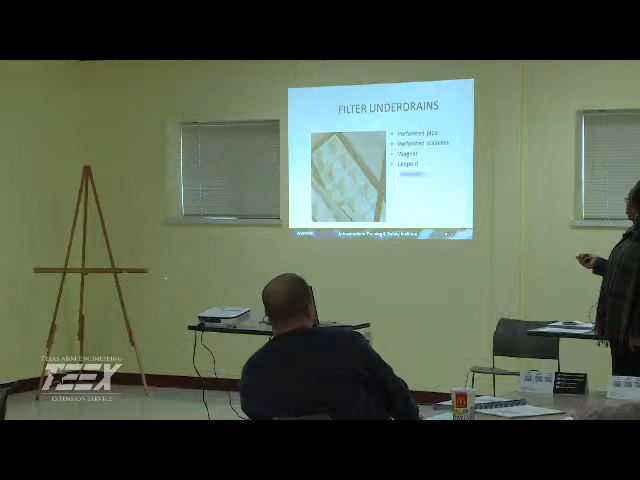 FILTER UNDERDRAINS
• Perforated pipe
• Perforated stainless
• Wagner
• Leopold
Infrastructure Training & Safety Institute
TEXAS A&M ENGINEERING
TEEX
EXTENSION SERVICE